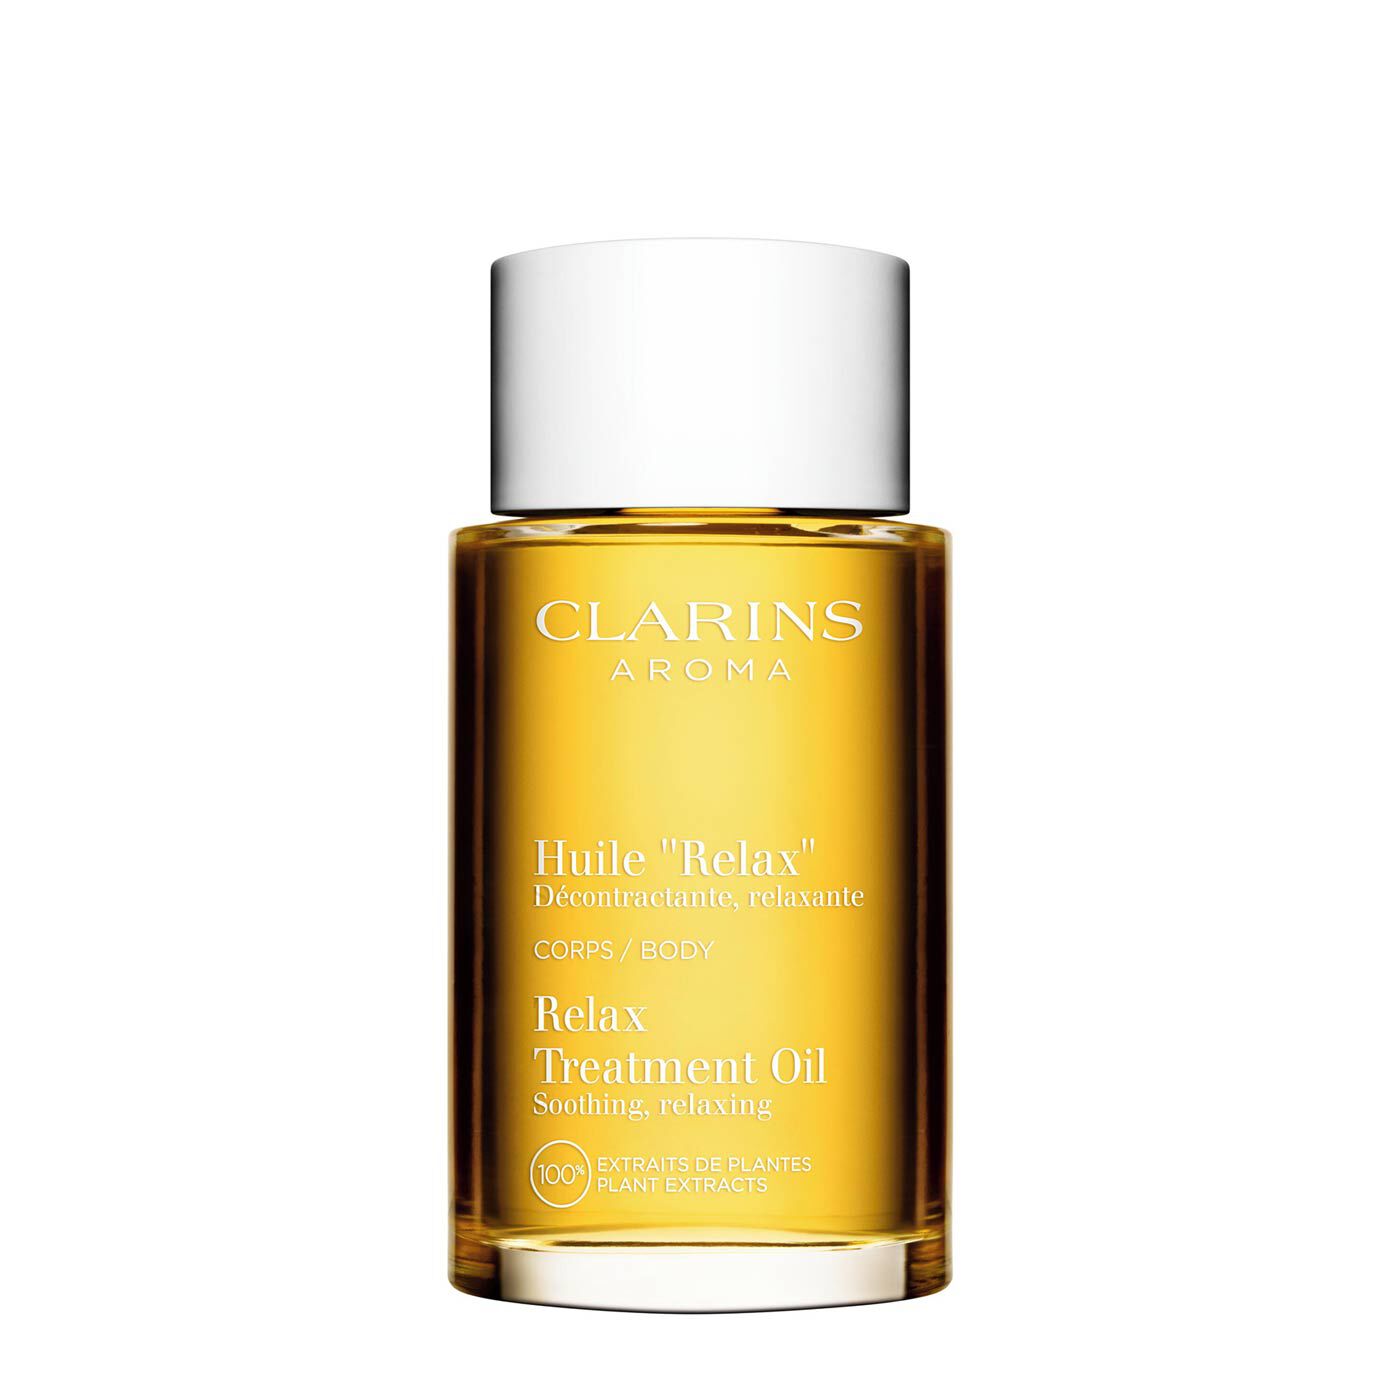 CLARINS
AROMA
Huile "Relax"
Décontractante, relaxante
CORPS / BODY
Relax
Treatment Oil
Soothing, relaxing
100% EXTRAITS DE PLANTES
PLANT EXTRACTS